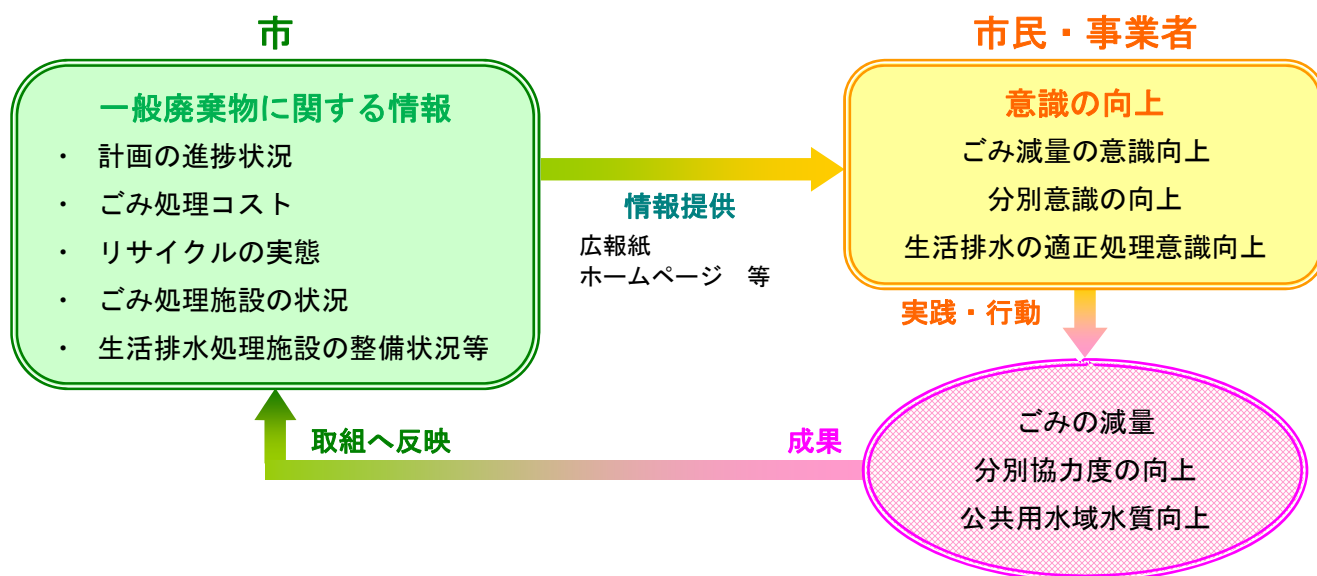 市
一般廃棄物に関する情報
・ 計画の進捗状況
・ ごみ処理コスト
・ リサイクルの実態
・ ごみ処理施設の状況
・ 生活排水処理施設の整備状況等
情報提供
広報紙
ホームページ　等
市民・事業者
意識の向上
ごみ減量の意識向上
分別意識の向上
生活排水の適正処理意識向上
実践・行動
ごみの減量
分別協力度の向上
公共用水域水質向上
成果
取組へ反映